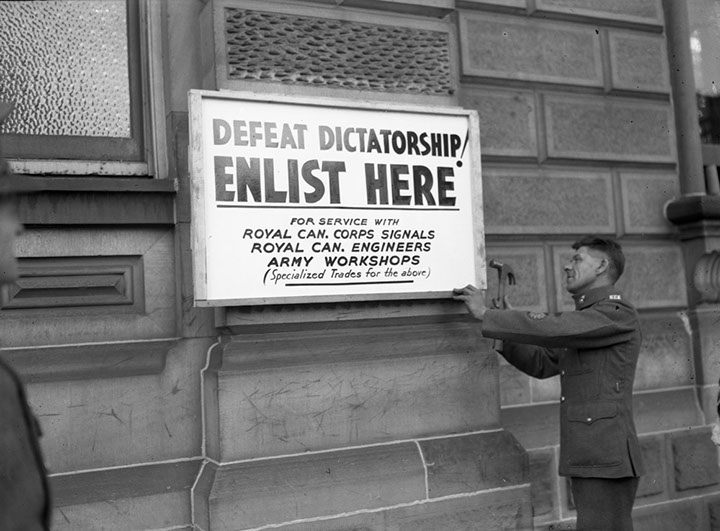 DEFEAT DICTATORSHIP!
ENLIST HERE
FOR SERVICE WITH
ROYAL CAN. CORPS SIGNALS
ROYAL CAN. ENGINEERS
ARMY WORKSHOPS
(Specialized Trades for the above)